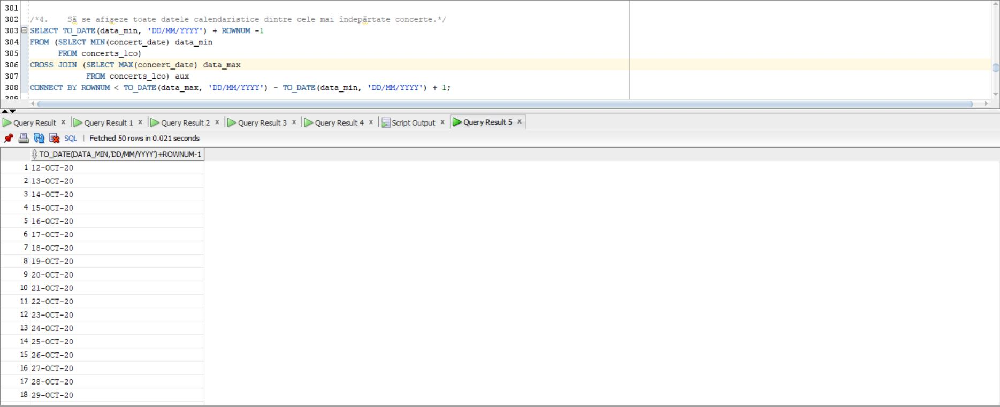 301
302 /*4. Să se afișeze toate datele calendaristice dintre cele mai îndepărtate concerte.*/
303 SELECT TO_DATE(data_min, 'DD/MM/YYYY') + ROWNUM -1
304 FROM (SELECT MIN(concert_date) data_min
305 FROM concerts_lco)
306 CROSS JOIN (SELECT MAX(concert_date) data_max
307 FROM concerts_lco) aux
308 CONNECT BY ROWNUM < TO_DATE(data_max, 'DD/MM/YYYY') - TO_DATE(data_min, 'DD/MM/YYYY') + 1;
309
Query Result x Query Result 1 x Query Result 2 x Query Result 3 x Query Result 4 x Script Output x Query Result 5 x
SQL | Fetched 50 rows in 0.021 seconds
TO_DATE(DATA_MIN,'DD/MM/YYYY')+ROWNUM-1
1 12-OCT-20
2 13-OCT-20
3 14-OCT-20
4 15-OCT-20
5 16-OCT-20
6 17-OCT-20
7 18-OCT-20
8 19-OCT-20
9 20-OCT-20
10 21-OCT-20
11 22-OCT-20
12 23-OCT-20
13 24-OCT-20
14 25-OCT-20
15 26-OCT-20
16 27-OCT-20
17 28-OCT-20
18 29-OCT-20